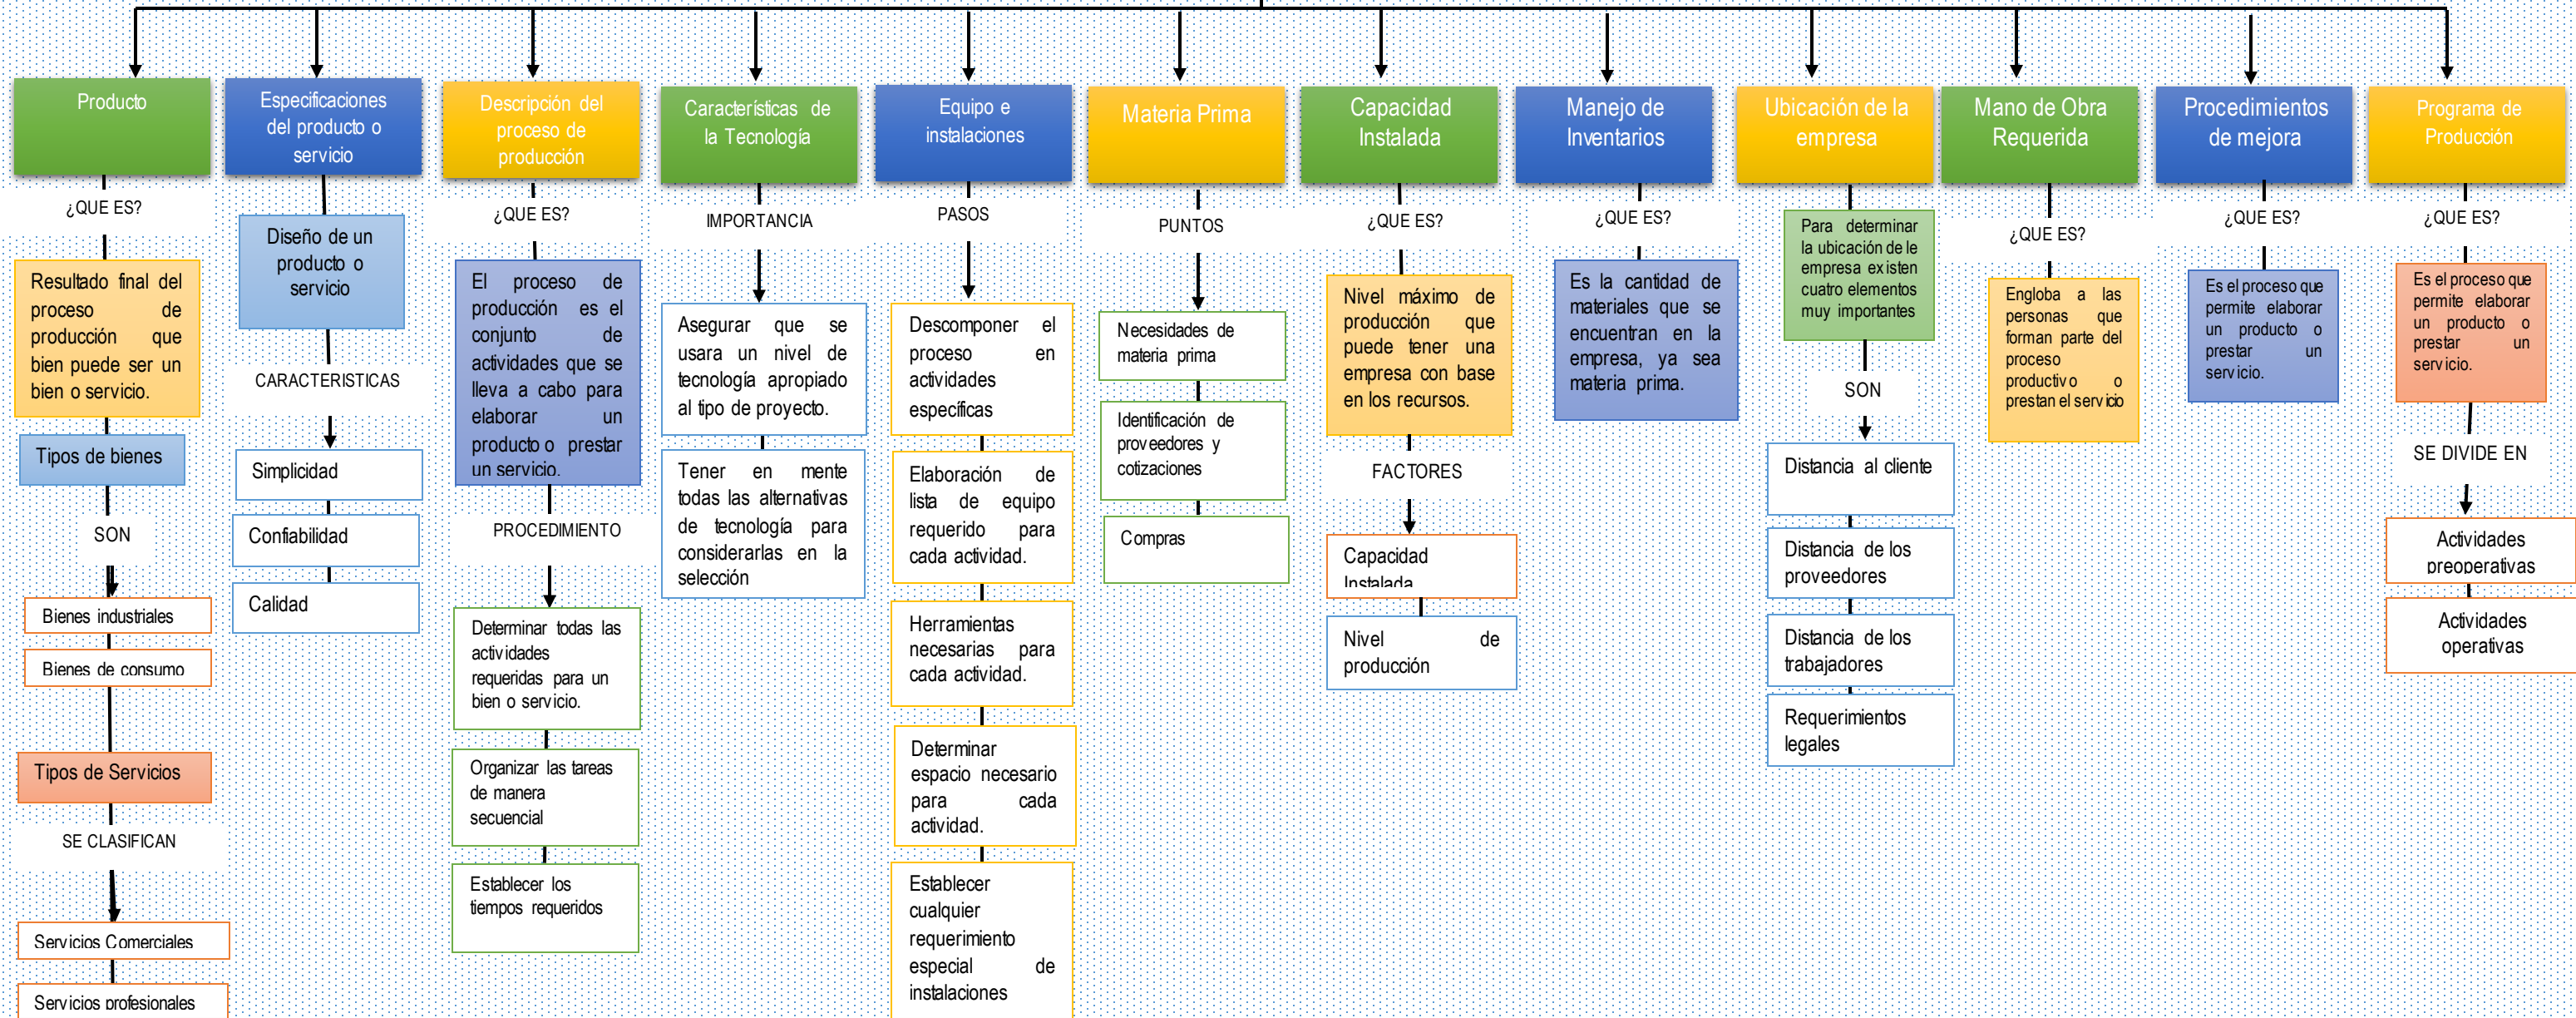 Producto
¿QUE ES?
Resultado final del
proceso de
producción que
bien puede ser un
bien o servicio.
Tipos de bienes
SON
Bienes industriales
Bienes de consumo
Tipos de Servicios
SE CLASIFICAN
Servicios Comerciales
Servicios profesionales
Especificaciones
del producto o
servicio
Diseño de un
producto o
servicio
CARACTERISTICAS
Simplicidad
Confiabilidad
Calidad
Descripción del
proceso de
producción
¿QUE ES?
El proceso de
producción es el
conjunto de
actividades que se
lleva a cabo para
elaborar un
producto o prestar
un servicio.
PROCEDIMIENTO
Determinar todas las
actividades
requeridas para un
bien o servicio.
Organizar las tareas
de manera
secuencial
Establecer los
tiempos requeridos
Características de
la Tecnología
IMPORTANCIA
Asegurar que se
usara un nivel de
tecnología apropiado
al tipo de proyecto.
Tener en mente
todas las alternativas
de tecnología para
considerarlas en la
selección
Equipo e
instalaciones
PASOS
Descomponer el
proceso en
actividades
específicas
Elaboración de
lista de equipo
requerido para
cada actividad.
Herramientas
necesarias para
cada actividad.
Determinar
espacio necesario
para cada
actividad.
Establecer
cualquier
requerimiento
especial de
instalaciones
Materia Prima
PUNTOS
Necesidades de
materia prima
Identificación de
proveedores y
cotizaciones
Compras
Capacidad
Instalada
¿QUE ES?
Nivel máximo de
producción que
puede tener una
empresa con base
en los recursos.
FACTORES
Capacidad
Instalada
Nivel de
producción
Manejo de
Inventarios
¿QUE ES?
Es la cantidad de
materiales que se
encuentran en la
empresa, ya sea
materia prima.
Ubicación de la
empresa
Para determinar
la ubicación de le
empresa existen
cuatro elementos
muy importantes
SON
Distancia al cliente
Distancia de los
proveedores
Distancia de los
trabajadores
Requerimientos
legales
Mano de Obra
Requerida
¿QUE ES?
Engloba a las
personas que
forman parte del
proceso
productivo o
prestan el servicio
Procedimientos
de mejora
¿QUE ES?
Es el proceso que
permite elaborar
un producto o
prestar un
servicio.
Programa de
Producción
¿QUE ES?
Es el proceso que
permite elaborar
un producto o
prestar un
servicio.
SE DIVIDE EN
Actividades
preoperativas
Actividades
operativas